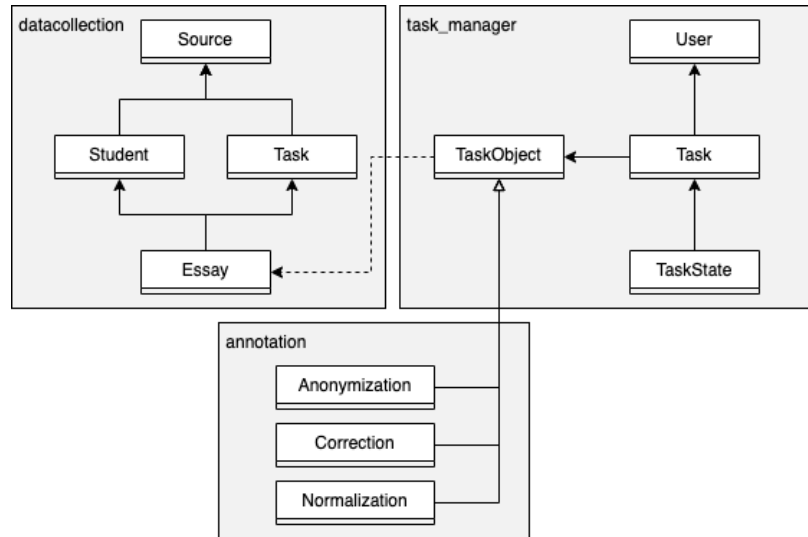 datacollection
Source
Student
Task
Essay
task_manager
User
TaskObject
Task
TaskState
annotation
Anonymization
Correction
Normalization